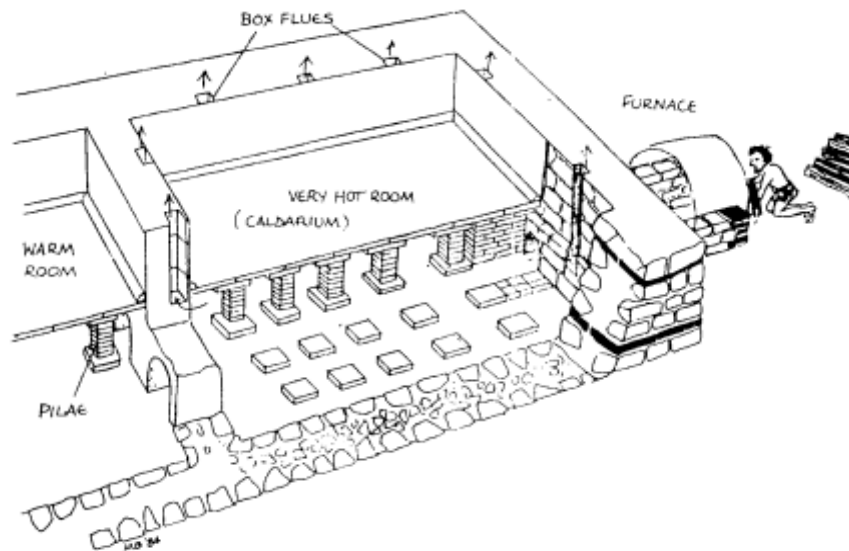 BOX FLUES
FURNACE
VERY HOT ROOM
(CALDARIUM)
WARM
ROOM
PILAE